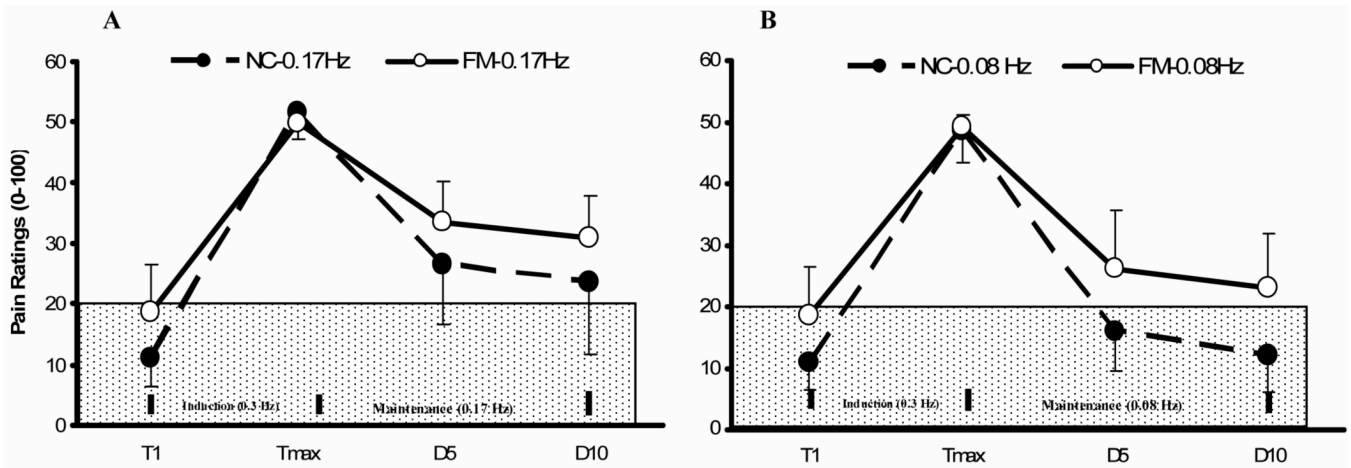 A
NC-0.17Hz FM-0.17Hz
Pain Ratings (0-100)
60
50
40
30
20
10
0
Induction (0.3 Hz) Maintenance (0.17 Hz)
T1 Tmax D5 D10
B
NC-0.08 Hz FM-0.08Hz
60
50
40
30
20
10
0
Induction (0.3 Hz) Maintenance (0.08 Hz)
T1 Tmax D5 D10